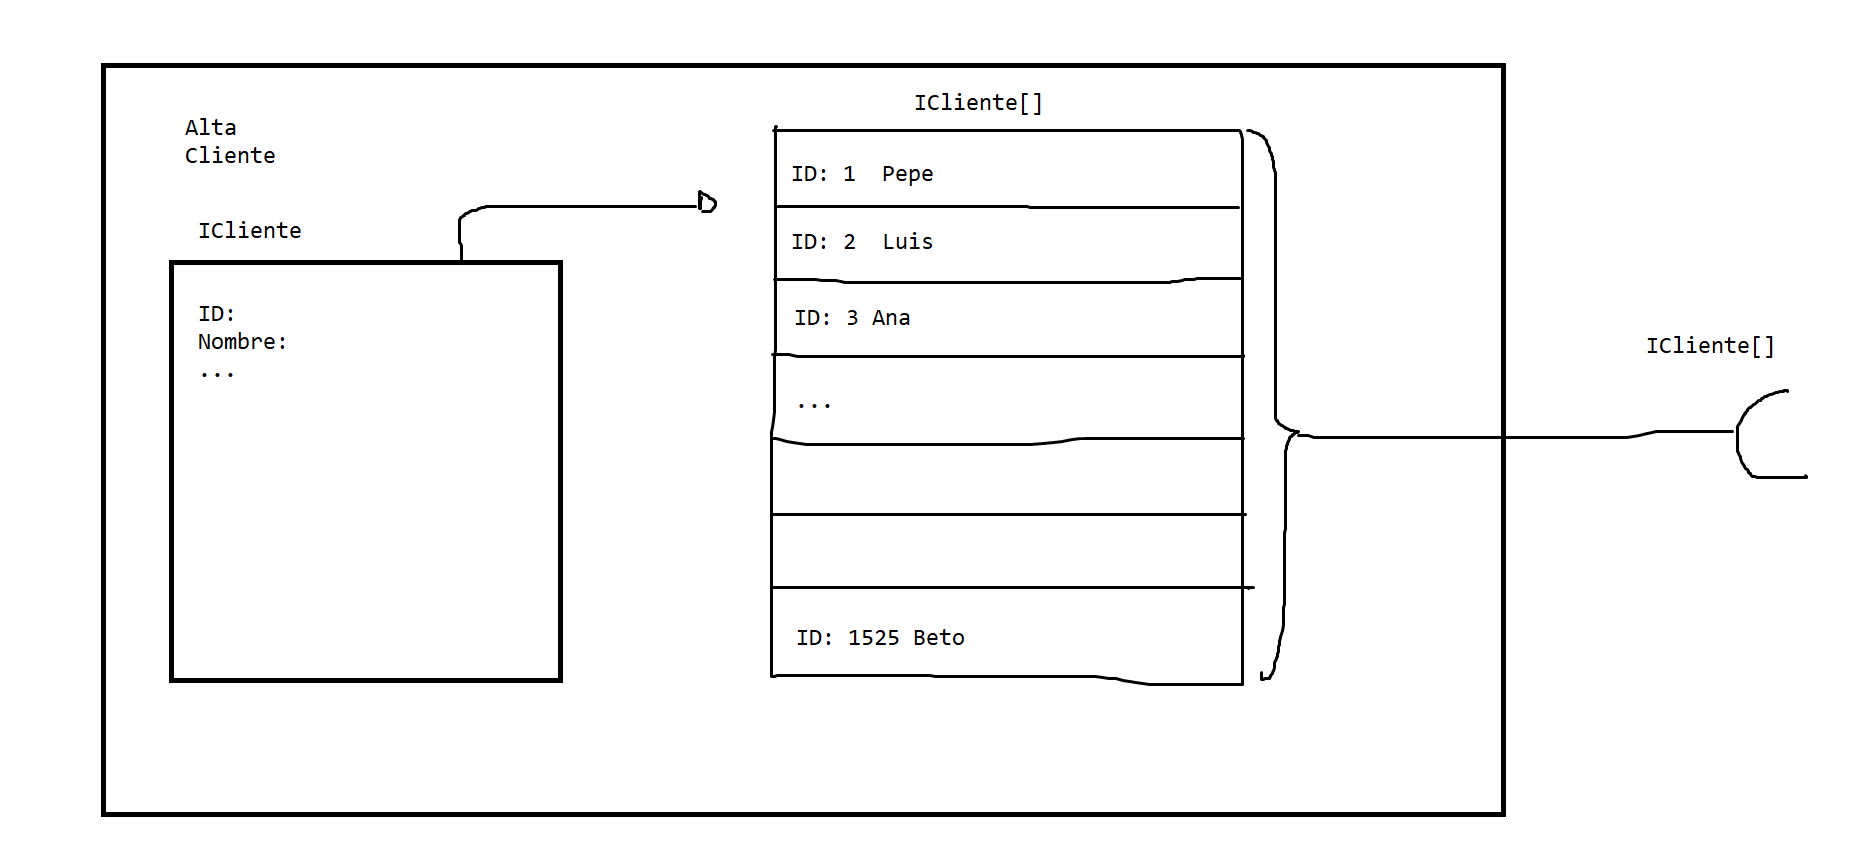 Alta
Cliente
ICliente
ID:
Nombre:
...
ICliente[]
ID: 1  Pepe
ID: 2  Luis
ID: 3 Ana
...
ID: 1525 Beto
ICliente[]